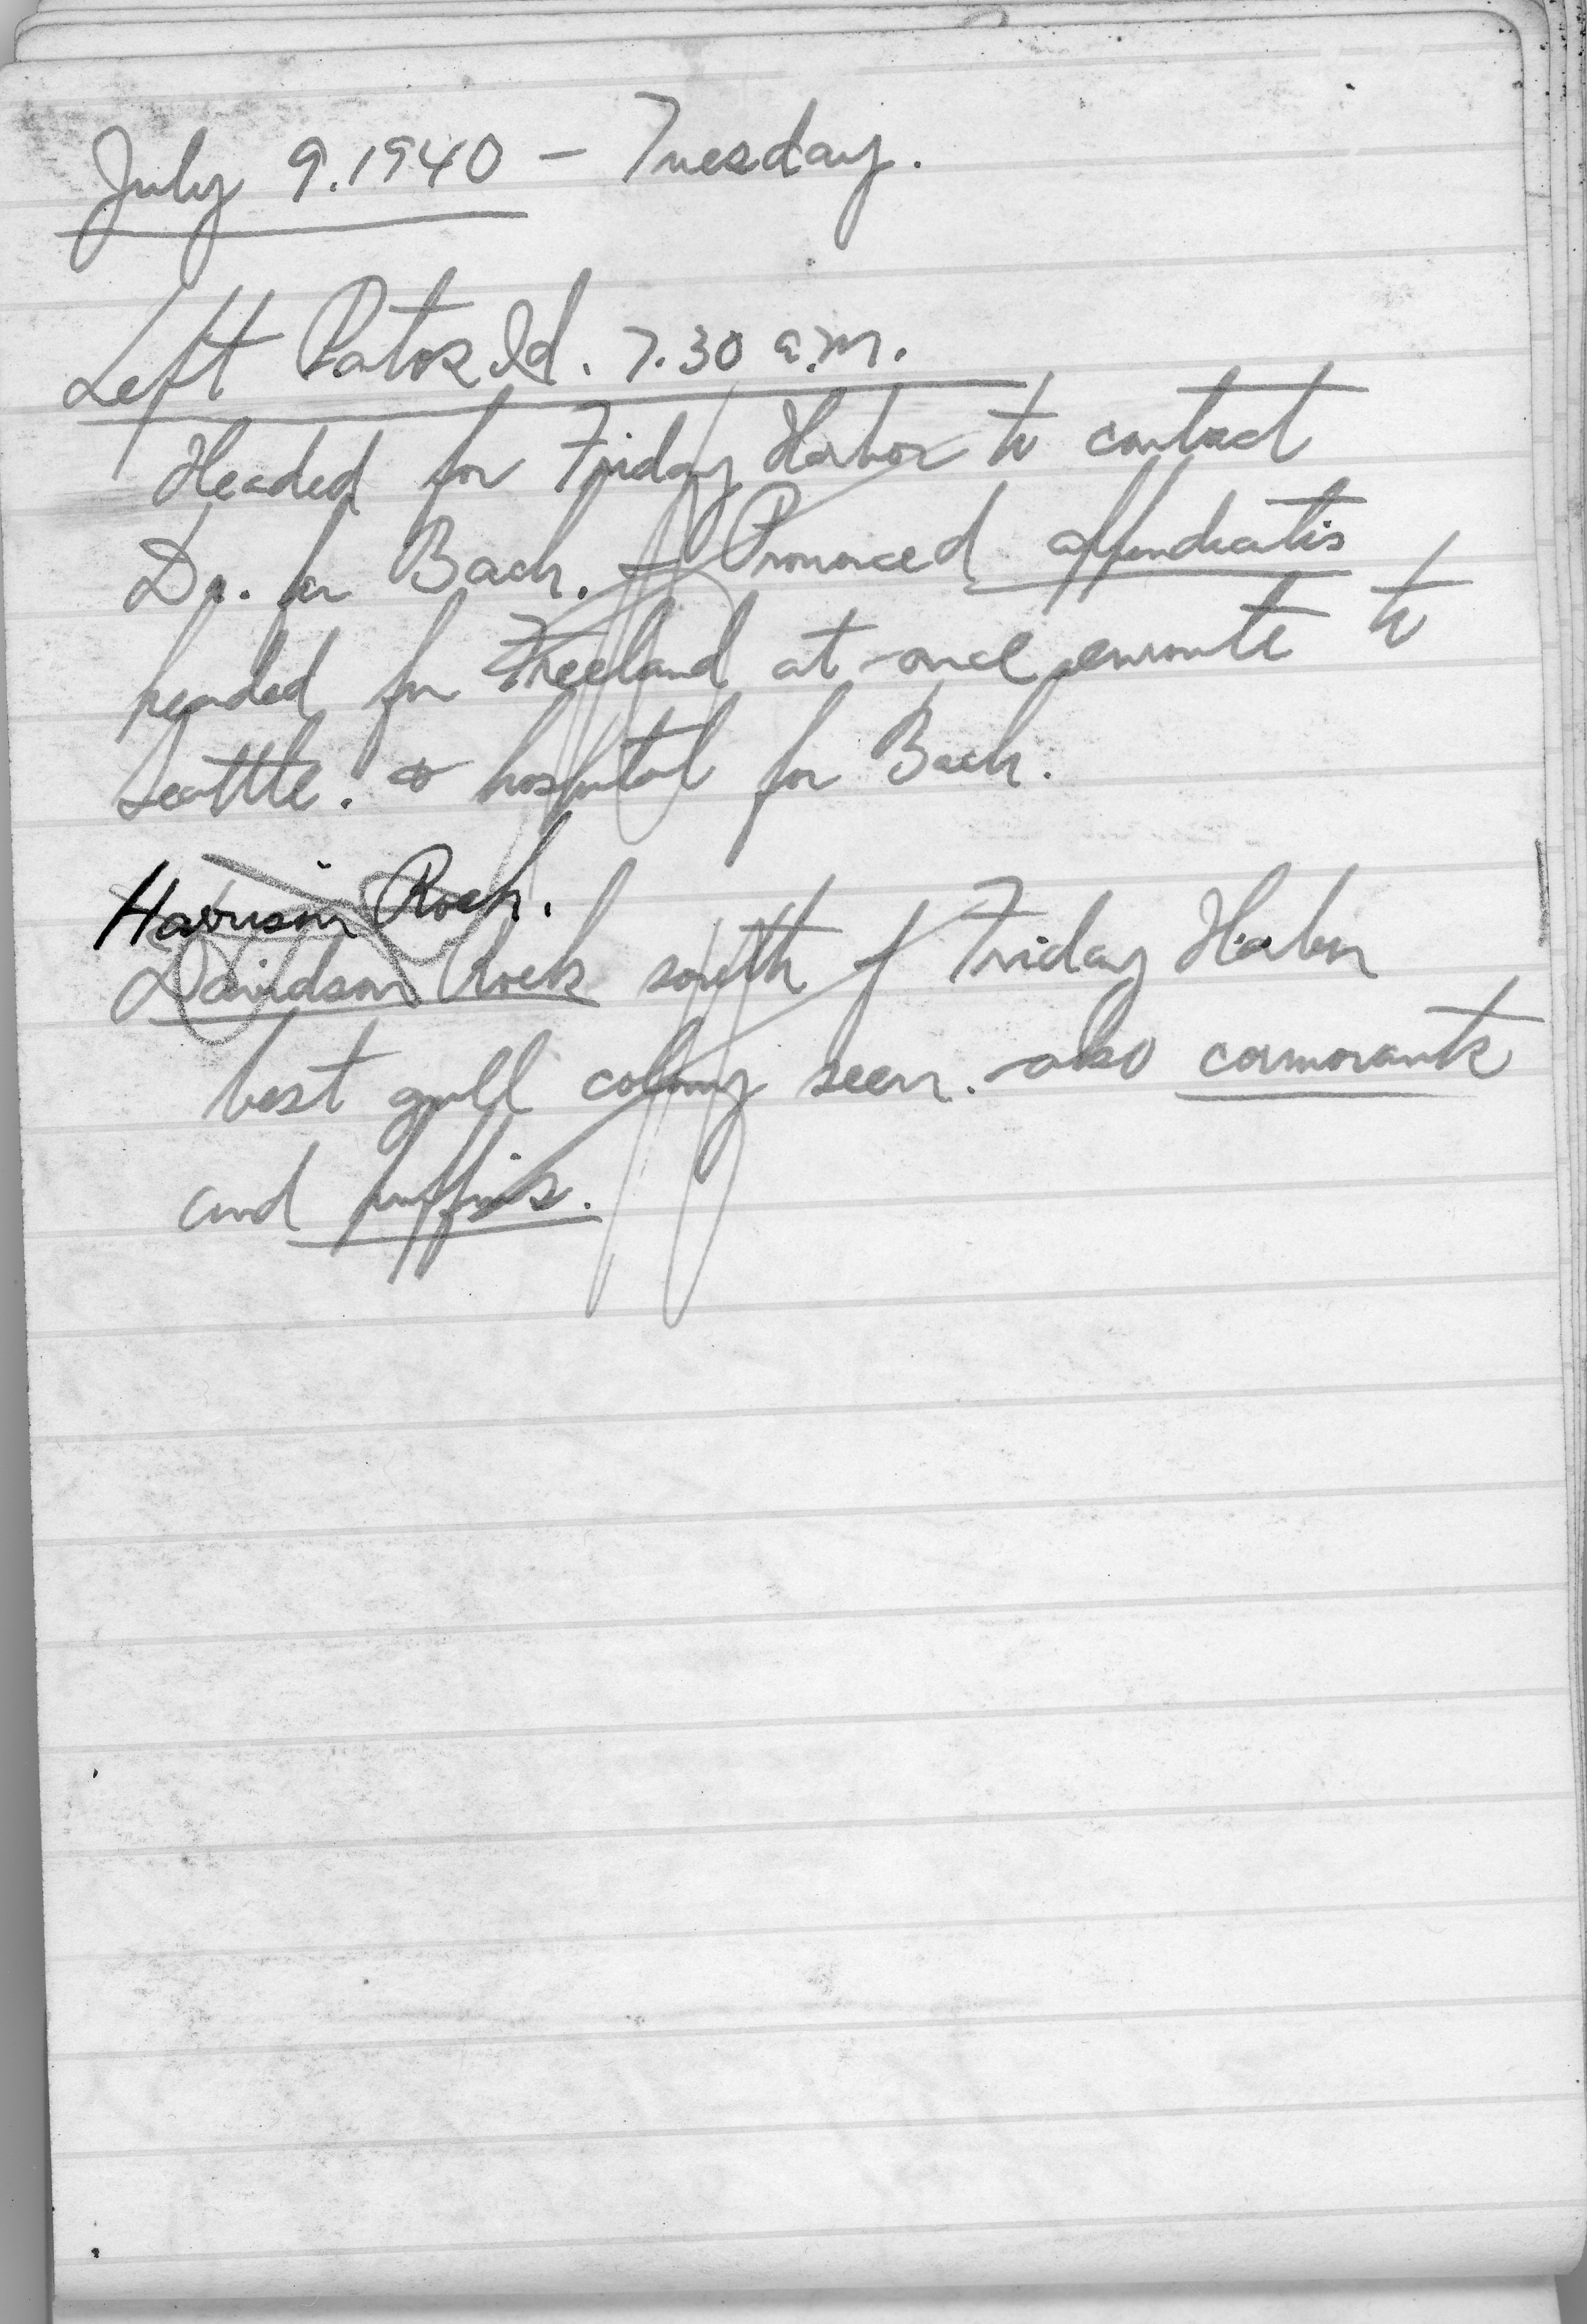 July 9. 1940 – Tuesday.
Left Patos Id. 7.30 a.m.
Headed for Friday Harbor to contact
Dr. for Bach. – Pronounced appendicatis
headed for Freeland at once enroute to
Seattle. & hospital for Bach.
Harrison Rock.
Davidson Rock south of Friday Harbor
best gull colony seen. also cormorants
and puffins.